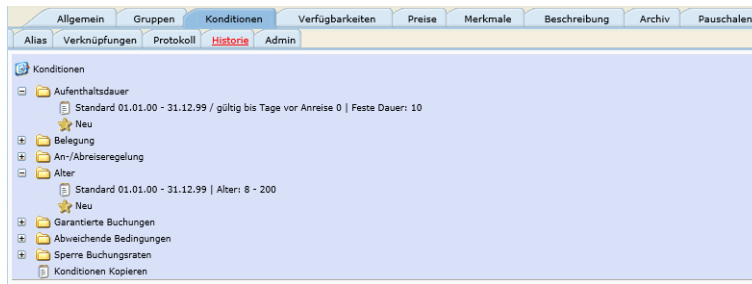 Allgemein Gruppen Konditionen Verfügbarkeiten Preise Merkmale Beschreibung Archiv Pauschalen
Alias Verknüpfungen Protokoll Historie Admin
Konditionen
Aufenthaltsdauer
Standard 01.01.00 - 31.12.99 / gültig bis Tage vor Anreise 0 | Feste Dauer: 10
Neu
Belegung
An-/Abreiseregelung
Alter
Standard 01.01.00 - 31.12.99 | Alter: 8 - 200
Neu
Garantierte Buchungen
Abweichende Bedingungen
Sperre Buchungsraten
Konditionen Kopieren